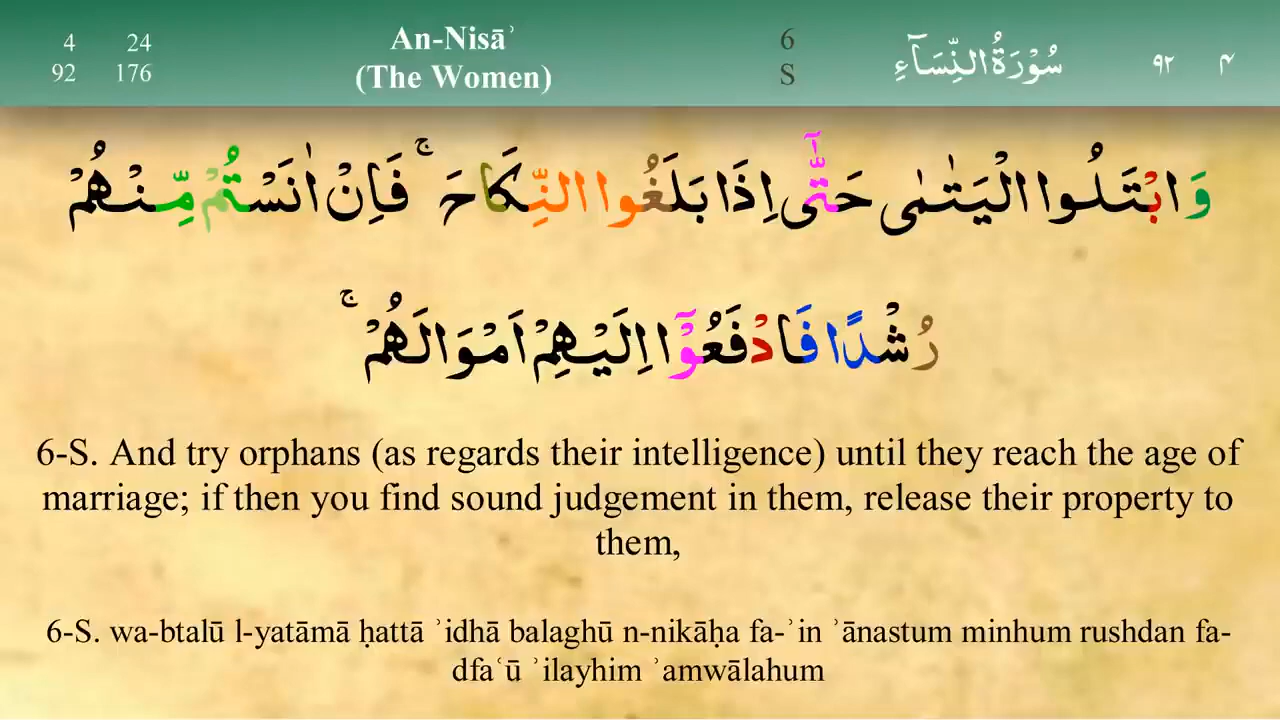 4 24 An-Nisāʾ 6 سُوْرَةُ النِّسَآءِ ٩٢ ٤
92 176 (The Women) S
وَابْتَلُوا الْيَتٰمٰى حَتّٰٓى اِذَا بَلَغُوا النِّكَاحَ ۚ فَاِنْ اٰنَسْتُمْ مِّنْهُمْ
رُشْدًا فَادْفَعُوْٓا اِلَيْهِمْ اَمْوَالَهُمْ ۚ
6-S. And try orphans (as regards their intelligence) until they reach the age of
marriage; if then you find sound judgement in them, release their property to
them,
6-S. wa-btalū l-yatāmā ḥattā ʾidhā balaghū n-nikāḥa fa-ʾin ʾānastum minhum rushdan fa-
dfaʿū ʾilayhim ʾamwālahum